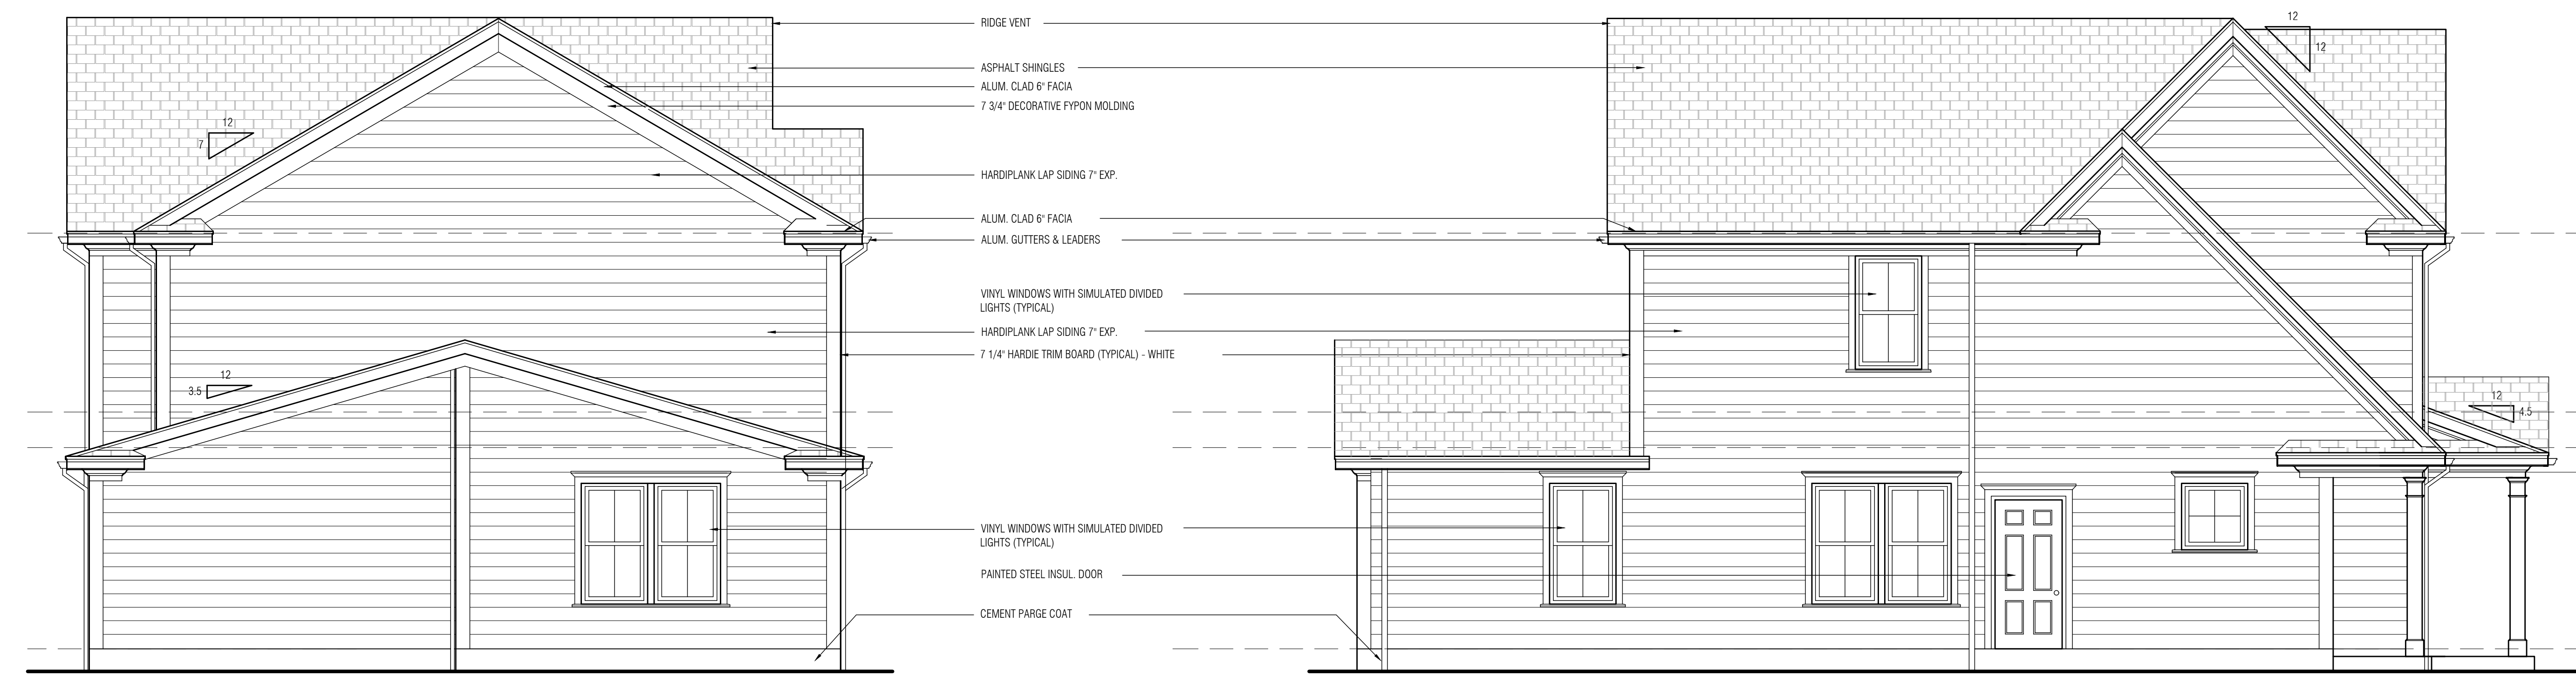 RIDGE VENT
12
12
ASPHALT SHINGLES
ALUM. CLAD 6" FACIA
7 3/4" DECORATIVE FYPON MOLDING
12
7
HARDIPLANK LAP SIDING 7" EXP.
ALUM. CLAD 6" FACIA
ALUM. GUTTERS & LEADERS
VINYL WINDOWS WITH SIMULATED DIVIDED
LIGHTS (TYPICAL)
HARDIPLANK LAP SIDING 7" EXP.
7 1/4" HARDIE TRIM BOARD (TYPICAL) - WHITE
12
3.5
12
4.5
VINYL WINDOWS WITH SIMULATED DIVIDED
LIGHTS (TYPICAL)
PAINTED STEEL INSUL. DOOR
CEMENT PARGE COAT